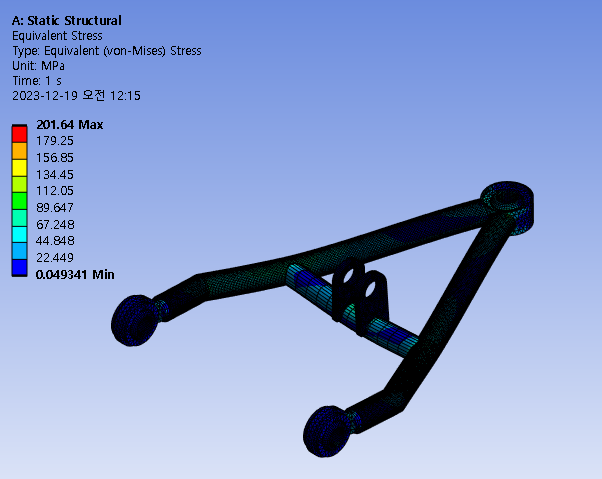 A: Static Structural
Equivalent Stress
Type: Equivalent (von-Mises) Stress
Unit: MPa
Time: 1 s
2023-12-19 오전 12:15
201.64 Max
179.25
156.85
134.45
112.05
89.647
67.248
44.848
22.449
0.049341 Min